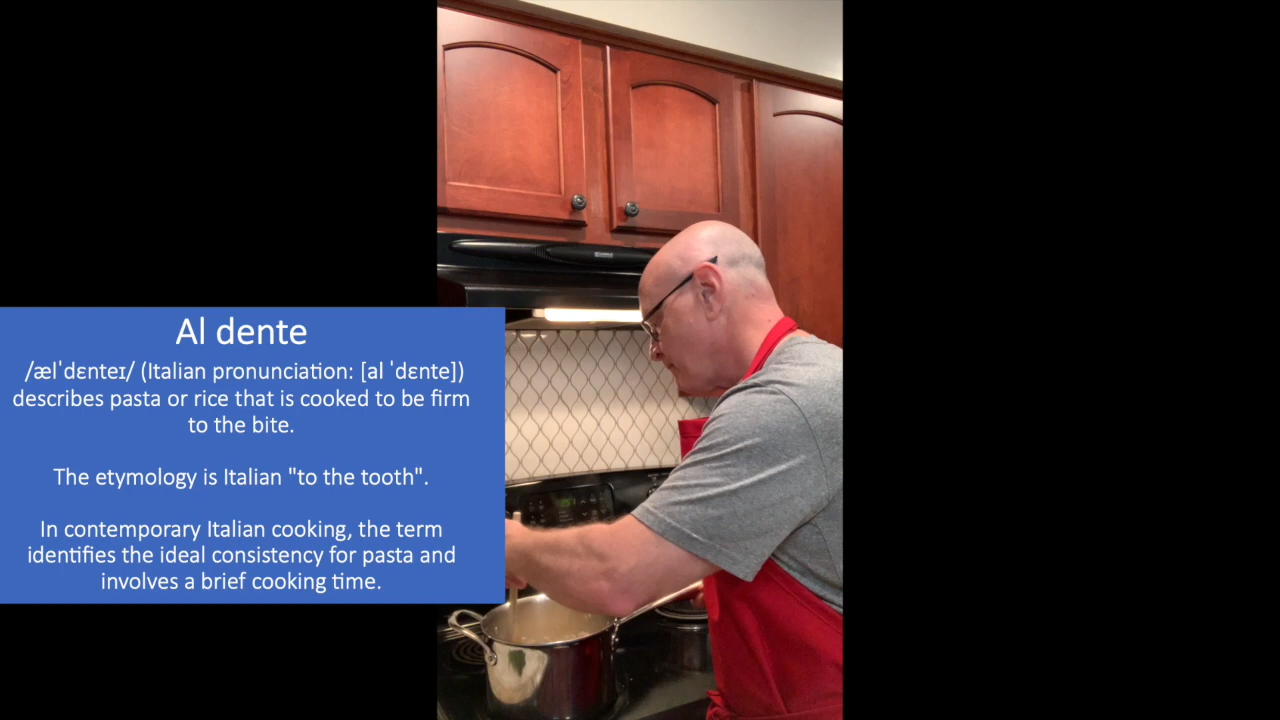 Al dente
/ælˈdɛnteɪ/ (Italian pronunciation: [al ˈdɛnte])
describes pasta or rice that is cooked to be firm
to the bite.
The etymology is Italian "to the tooth".
In contemporary Italian cooking, the term
identifies the ideal consistency for pasta and
involves a brief cooking time.